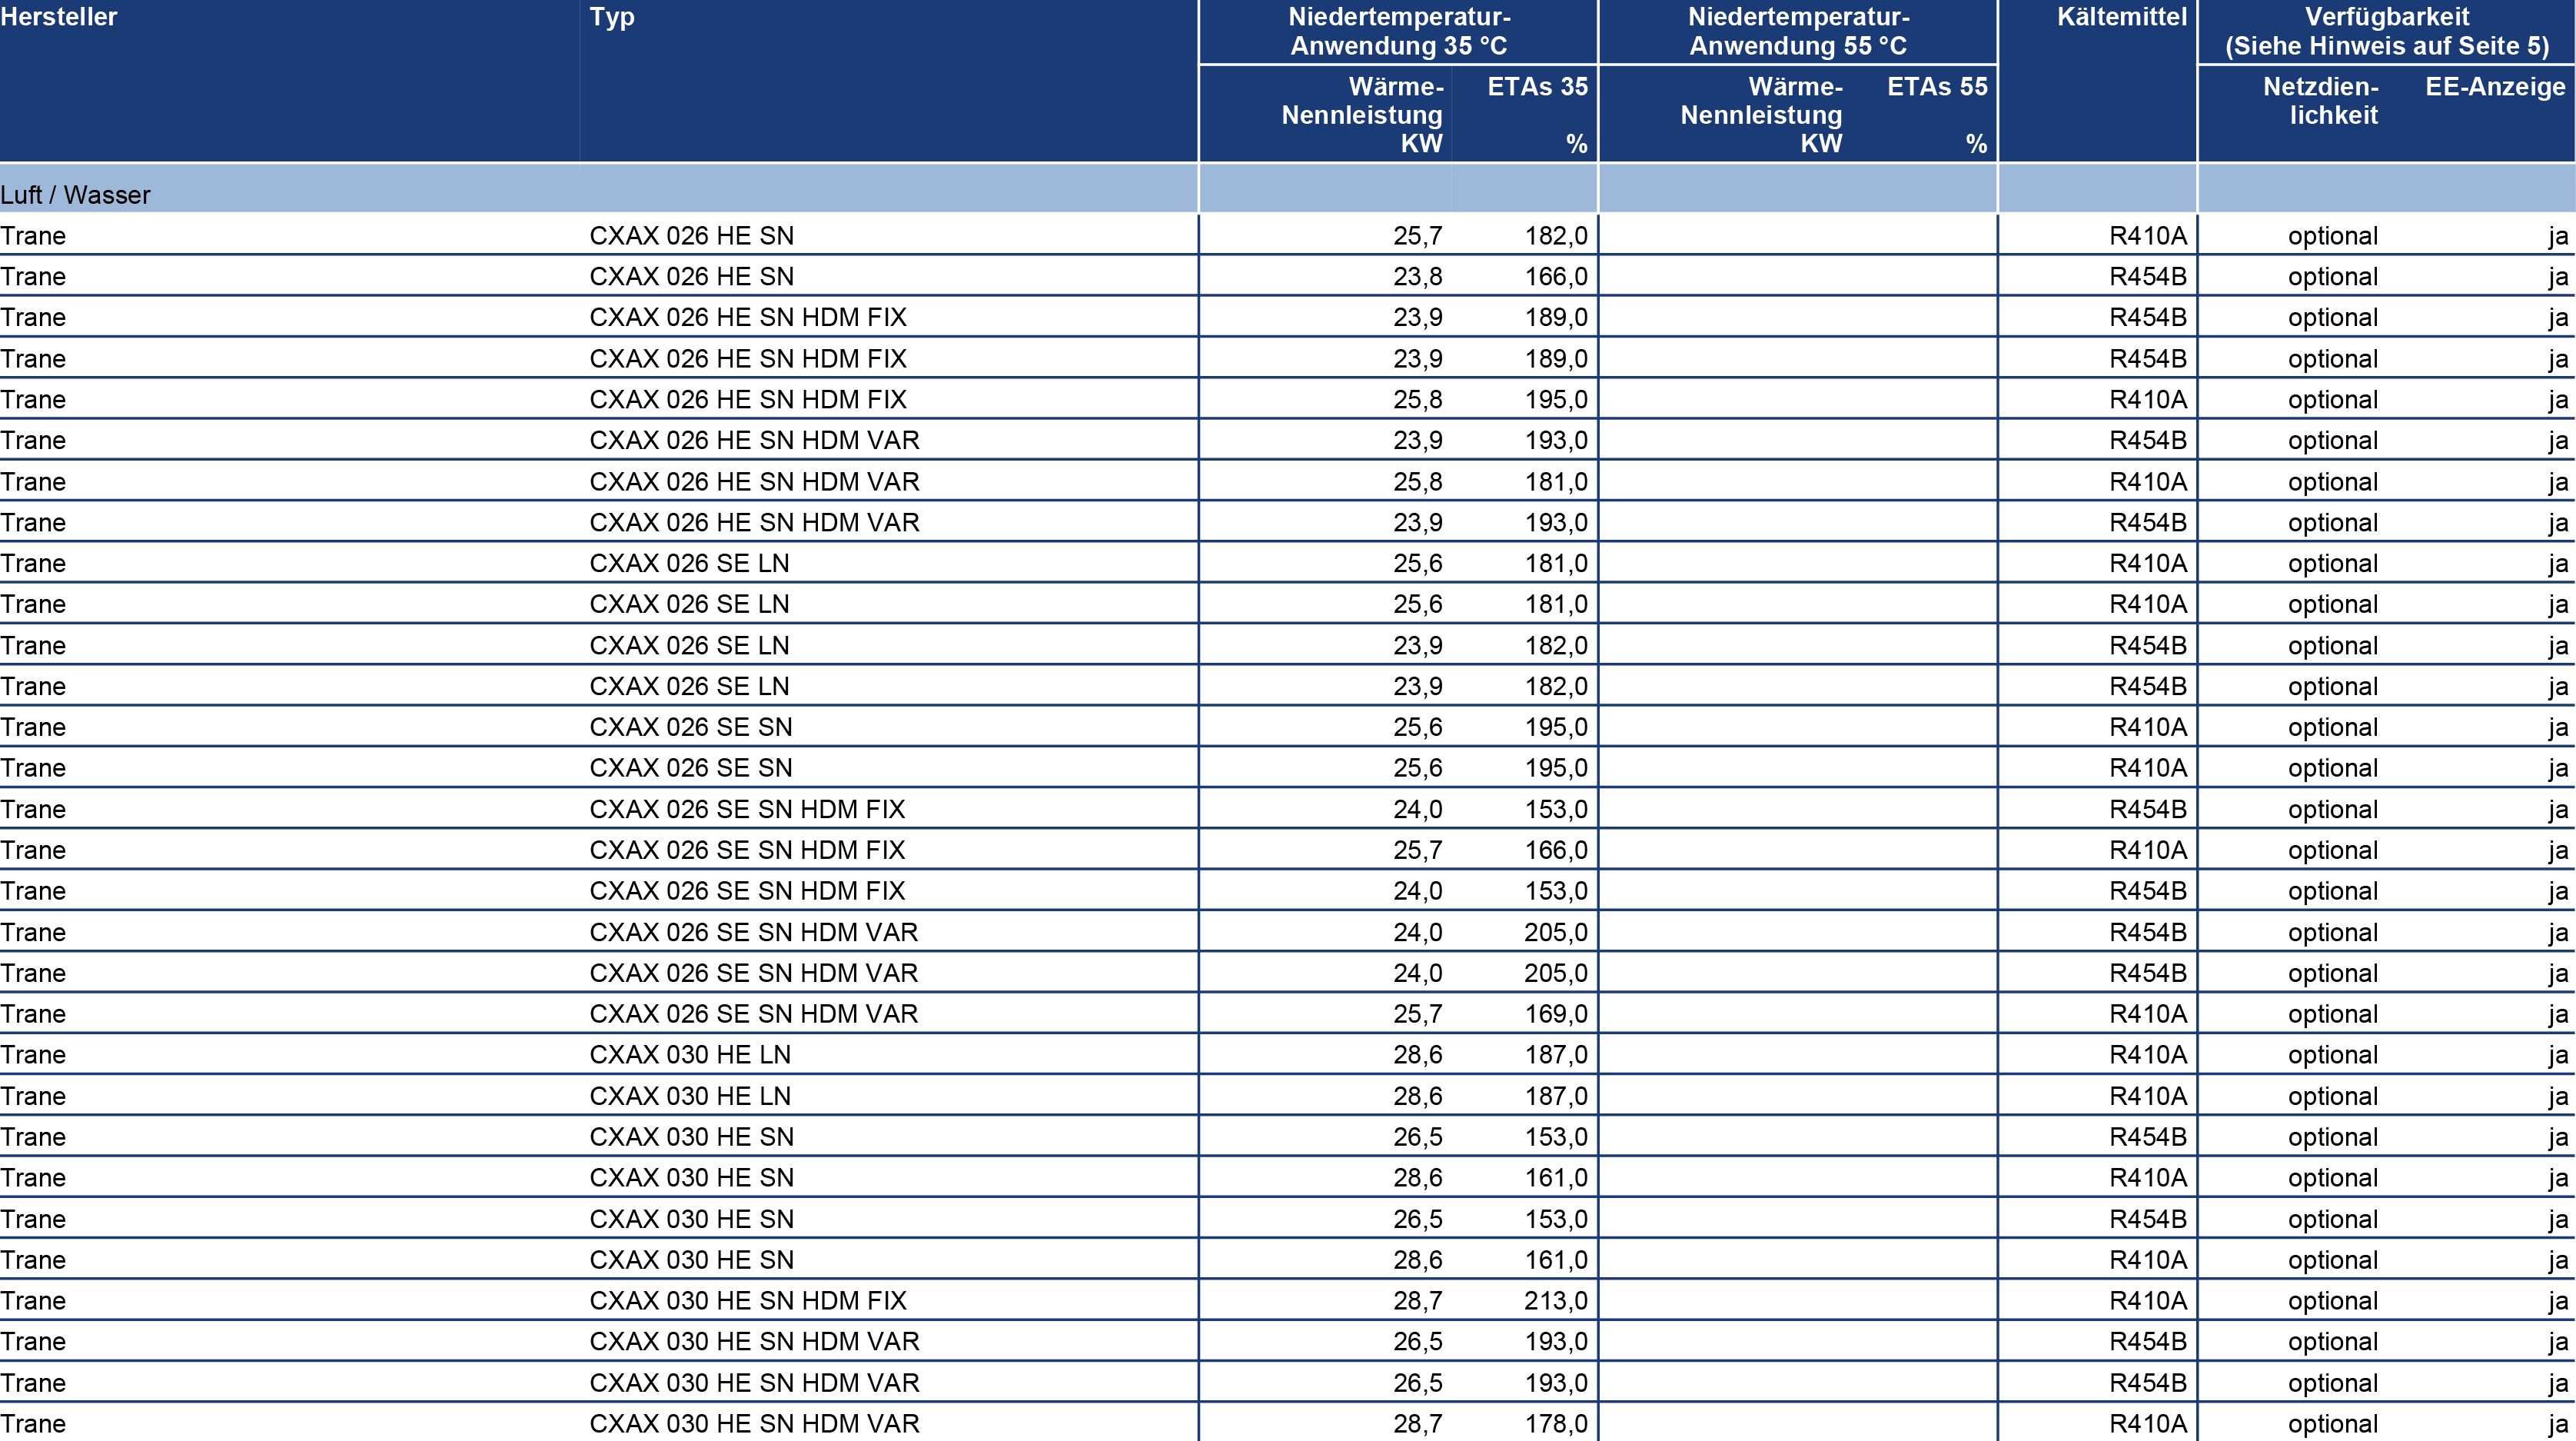 Hersteller Typ Niedertemperatur- Niedertemperatur- Kältemittel Verfügbarkeit
Anwendung 35 °C Anwendung 55 °C (Siehe Hinweis auf Seite 5)
Wärme- ETAs 35 Wärme- ETAs 55 Netzdien- EE-Anzeige
Nennleistung Nennleistung lichkeit
KW % KW %
Luft / Wasser
Trane CXAX 026 HE SN 25,7 182,0 R410A optional ja
Trane CXAX 026 HE SN 23,8 166,0 R454B optional ja
Trane CXAX 026 HE SN HDM FIX 23,9 189,0 R454B optional ja
Trane CXAX 026 HE SN HDM FIX 23,9 189,0 R454B optional ja
Trane CXAX 026 HE SN HDM FIX 25,8 195,0 R410A optional ja
Trane CXAX 026 HE SN HDM VAR 23,9 193,0 R454B optional ja
Trane CXAX 026 HE SN HDM VAR 25,8 181,0 R410A optional ja
Trane CXAX 026 HE SN HDM VAR 23,9 193,0 R454B optional ja
Trane CXAX 026 SE LN 25,6 181,0 R410A optional ja
Trane CXAX 026 SE LN 25,6 181,0 R410A optional ja
Trane CXAX 026 SE LN 23,9 182,0 R454B optional ja
Trane CXAX 026 SE LN 23,9 182,0 R454B optional ja
Trane CXAX 026 SE SN 25,6 195,0 R410A optional ja
Trane CXAX 026 SE SN 25,6 195,0 R410A optional ja
Trane CXAX 026 SE SN HDM FIX 24,0 153,0 R454B optional ja
Trane CXAX 026 SE SN HDM FIX 25,7 166,0 R410A optional ja
Trane CXAX 026 SE SN HDM FIX 24,0 153,0 R454B optional ja
Trane CXAX 026 SE SN HDM VAR 24,0 205,0 R454B optional ja
Trane CXAX 026 SE SN HDM VAR 24,0 205,0 R454B optional ja
Trane CXAX 026 SE SN HDM VAR 25,7 169,0 R410A optional ja
Trane CXAX 030 HE LN 28,6 187,0 R410A optional ja
Trane CXAX 030 HE LN 28,6 187,0 R410A optional ja
Trane CXAX 030 HE SN 26,5 153,0 R454B optional ja
Trane CXAX 030 HE SN 28,6 161,0 R410A optional ja
Trane CXAX 030 HE SN 26,5 153,0 R454B optional ja
Trane CXAX 030 HE SN 28,6 161,0 R410A optional ja
Trane CXAX 030 HE SN HDM FIX 28,7 213,0 R410A optional ja
Trane CXAX 030 HE SN HDM VAR 26,5 193,0 R454B optional ja
Trane CXAX 030 HE SN HDM VAR 26,5 193,0 R454B optional ja
Trane CXAX 030 HE SN HDM VAR 28,7 178,0 R410A optional ja